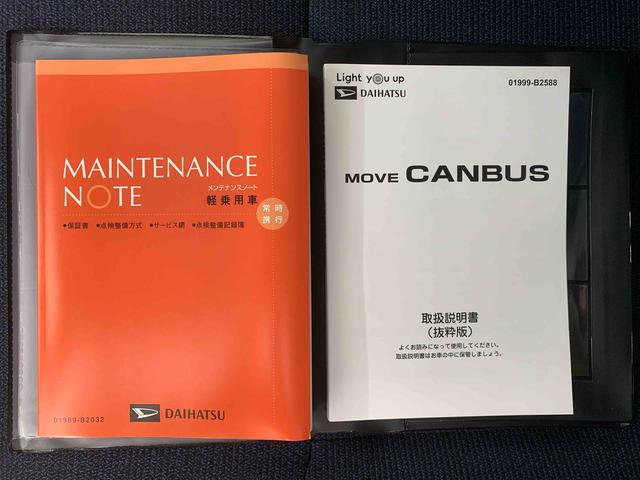 MAINTENANCE
NOTE
メンテナンスノート
軽乗用車
常時
携行
●保証書 ●点検整備方式 ●サービス網 ●点検整備記録簿
01989-B2032
DAIHATSU
Light you up
DAIHATSU
01999-B2588
MOVE CANBUS
取扱説明書
（抜粋版）
よくお読みになって使用してください。
取扱説明書はお車の中に保管しましょう。